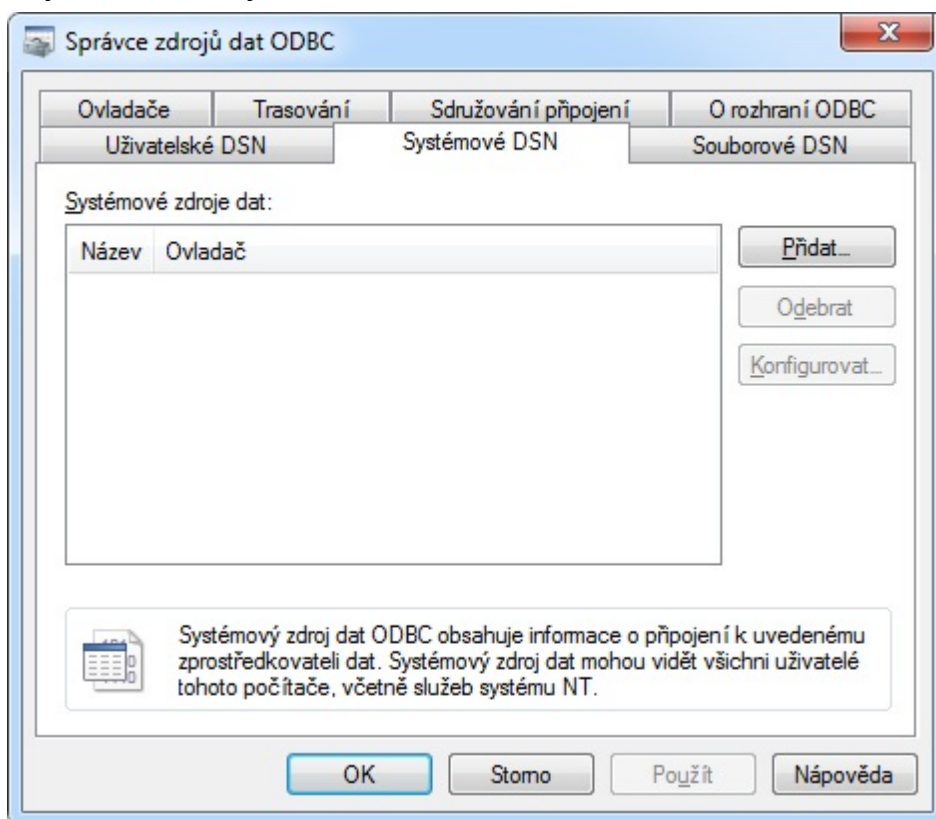 Správce zdrojů dat ODBC
Ovladače Trasování Sdružování připojení O rozhraní ODBC
Uživatelské DSN Systémové DSN Souborové DSN
Systémové zdroje dat:
Název Ovladač
Přidat...
Odebrat
Konfigurovat...
Systémový zdroj dat ODBC obsahuje informace o připojení k uvedenému
zprostředkovateli dat. Systémový zdroj dat mohou vidět všichni uživatelé
tohoto počítače, včetně služeb systému NT.
OK Storno Použít Nápověda